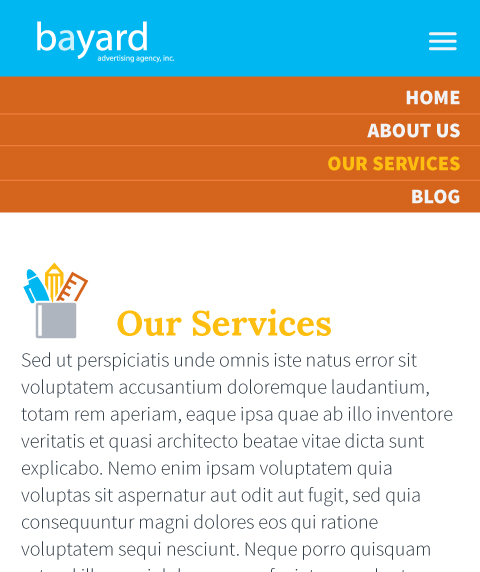 bayard
advertising agency, inc.
HOME
ABOUT US
OUR SERVICES
BLOG
Our Services
Sed ut perspiciatis unde omnis iste natus error sit
voluptatem accusantium doloremque laudantium,
totam rem aperiam, eaque ipsa quae ab illo inventore
veritatis et quasi architecto beatae vitae dicta sunt
explicabo. Nemo enim ipsam voluptatem quia
voluptas sit aspernatur aut odit aut fugit, sed quia
consequuntur magni dolores eos qui ratione
voluptatem sequi nesciunt. Neque porro quisquam